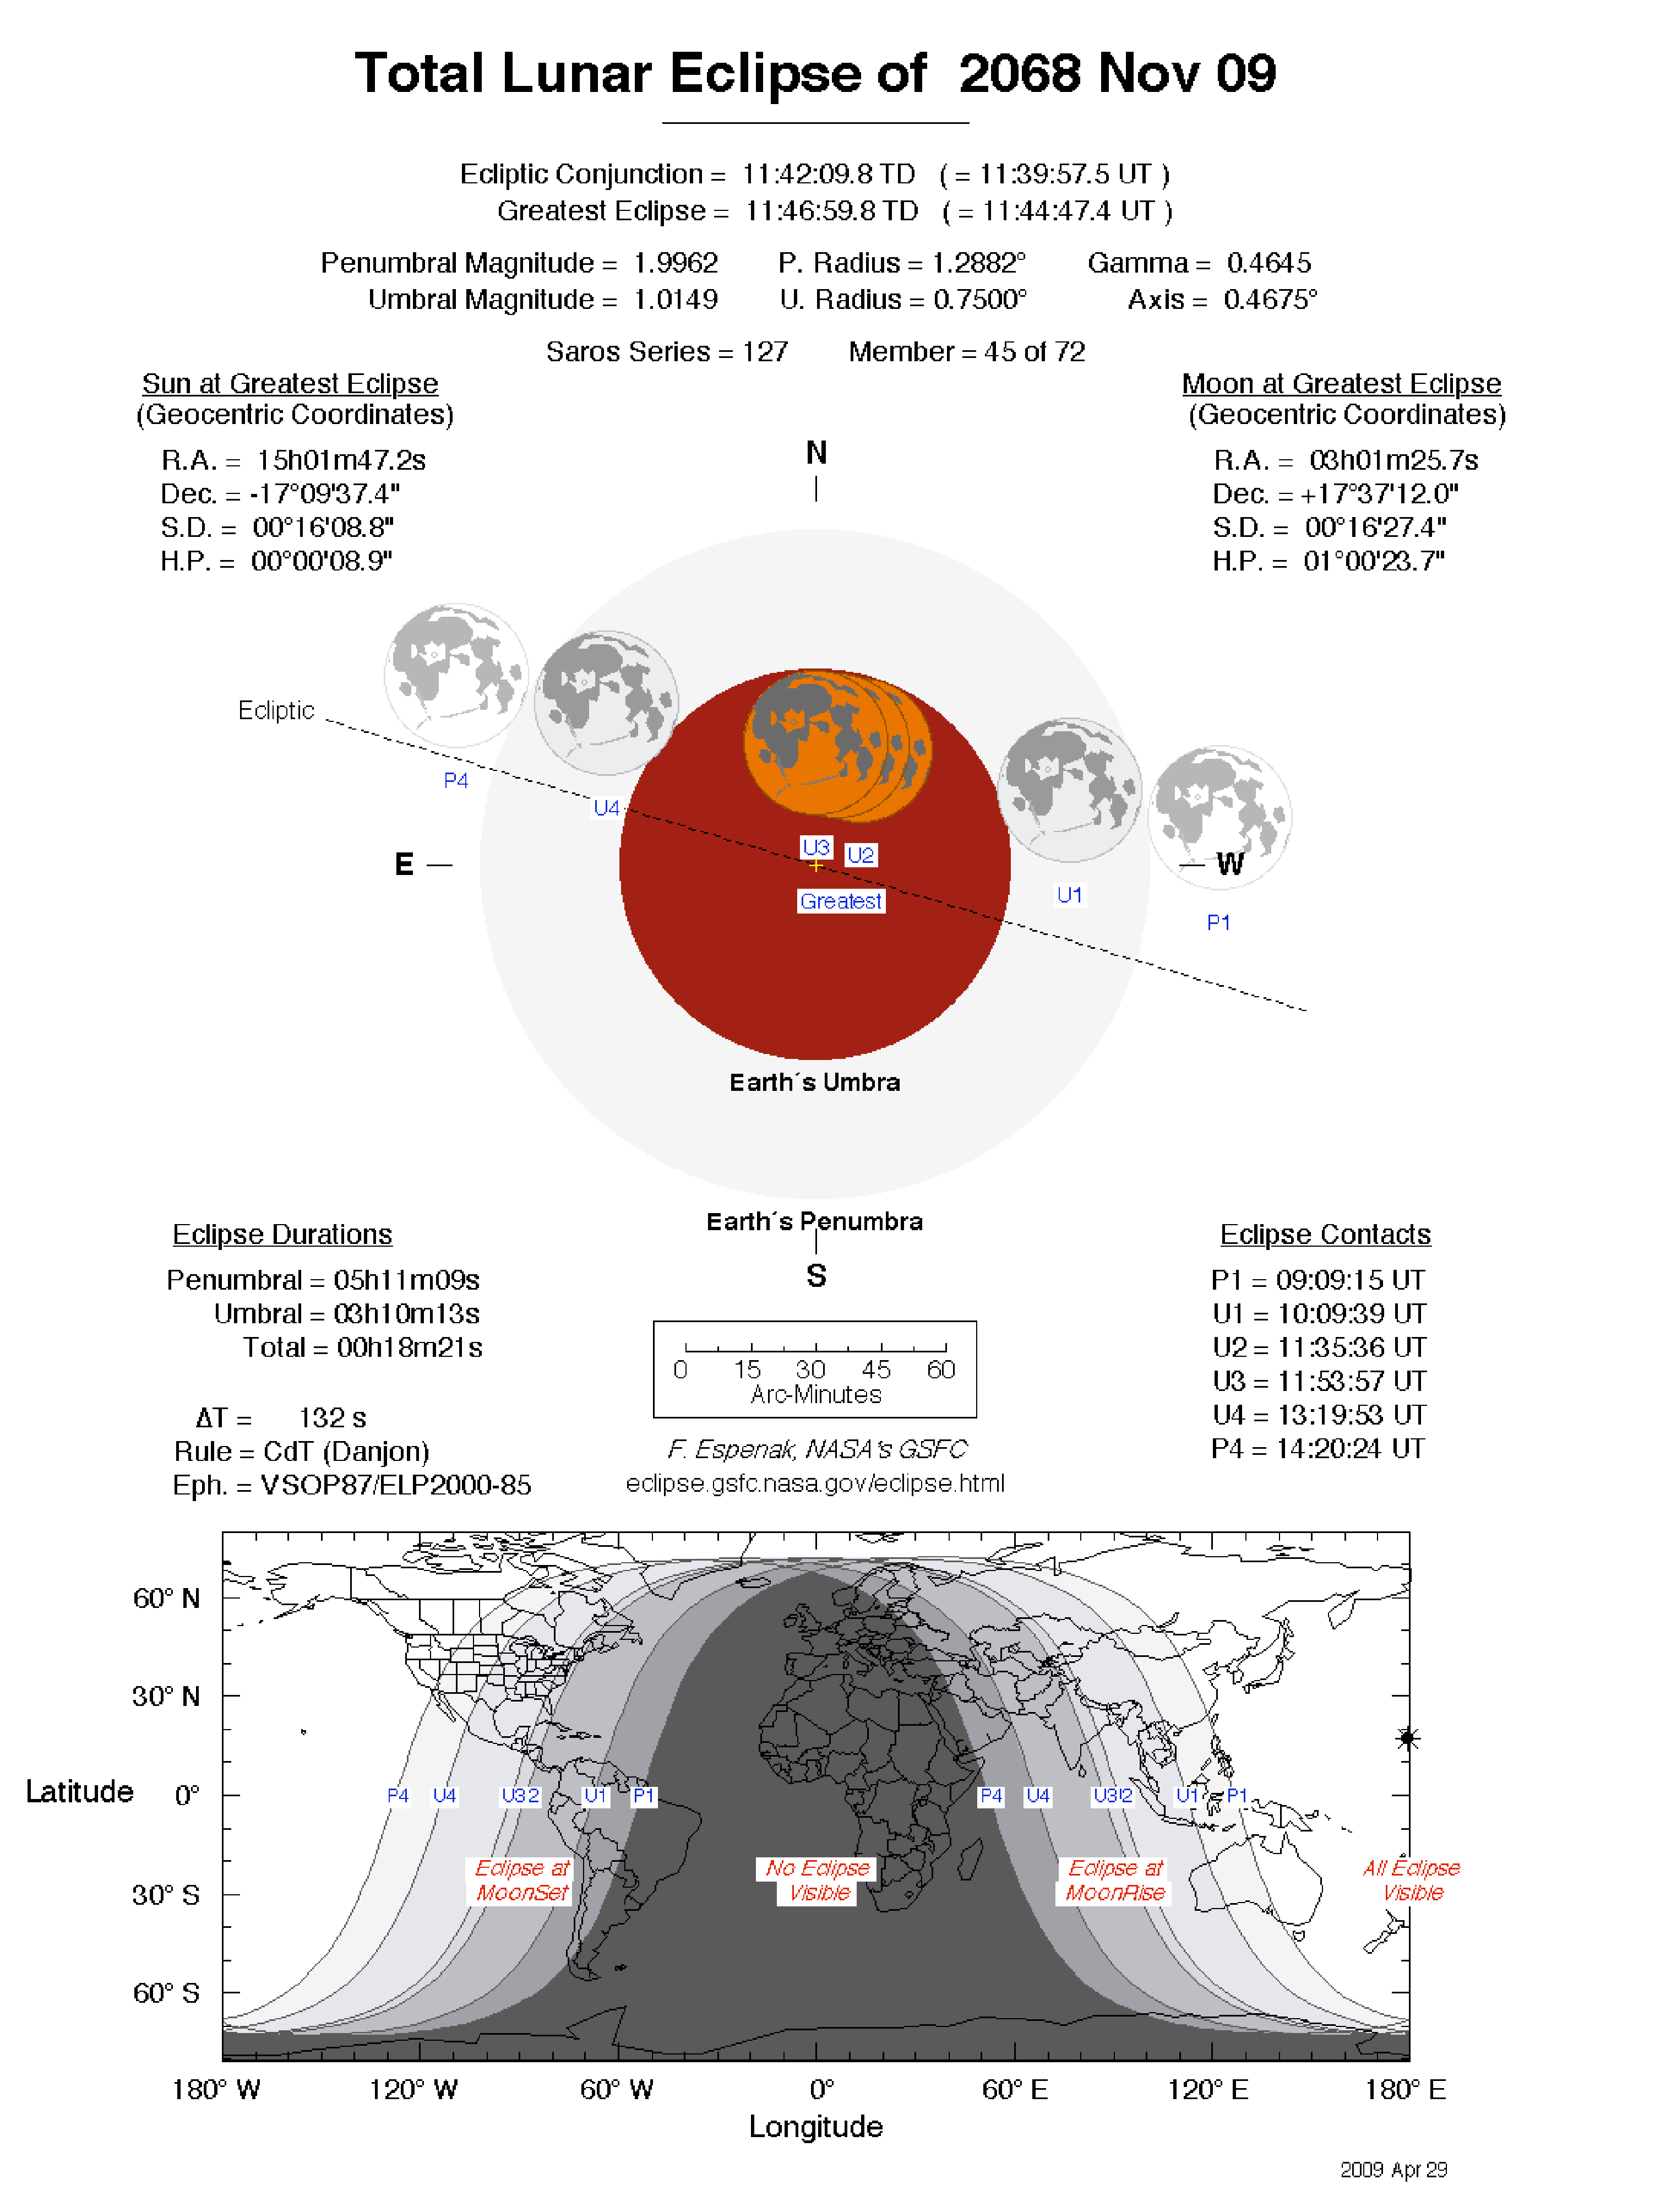 Total Lunar Eclipse of 2068 Nov 09
Ecliptic Conjunction = 11:42:09.8 TD ( = 11:39:57.5 UT )
Greatest Eclipse = 11:46:59.8 TD ( = 11:44:47.4 UT )
Penumbral Magnitude = 1.9962 P. Radius = 1.2882° Gamma = 0.4645
Umbral Magnitude = 1.0149 U. Radius = 0.7500° Axis = 0.4675°
Saros Series = 127 Member = 45 of 72
Sun at Greatest Eclipse
(Geocentric Coordinates)
R.A. = 15h01m47.2s
Dec. = -17°09'37.4"
S.D. = 00°16'08.8"
H.P. = 00°00'08.9"
Moon at Greatest Eclipse
(Geocentric Coordinates)
R.A. = 03h01m25.7s
Dec. = +17°37'12.0"
S.D. = 00°16'27.4"
H.P. = 01°00'23.7"
N
Ecliptic
P4
U4
E
U3
U2
Greatest
W
U1
P1
Earth´s Umbra
Earth´s Penumbra
S
Eclipse Durations
Penumbral = 05h11m09s
Umbral = 03h10m13s
Total = 00h18m21s
ΔT = 132 s
Rule = CdT (Danjon)
Eph. = VSOP87/ELP2000-85
0 15 30 45 60
Arc-Minutes
F. Espenak, NASA's GSFC
eclipse.gsfc.nasa.gov/eclipse.html
Eclipse Contacts
P1 = 09:09:15 UT
U1 = 10:09:39 UT
U2 = 11:35:36 UT
U3 = 11:53:57 UT
U4 = 13:19:53 UT
P4 = 14:20:24 UT
60° N
30° N
Latitude 0°
30° S
60° S
P4 U4 U32 U1 P1 P4 U4 U3 2 U1 P1
Eclipse at
MoonSet
No Eclipse
Visible
Eclipse at
MoonRise
All Eclipse
Visible
180° W 120° W 60° W 0° 60° E 120° E 180° E
Longitude
2009 Apr 29